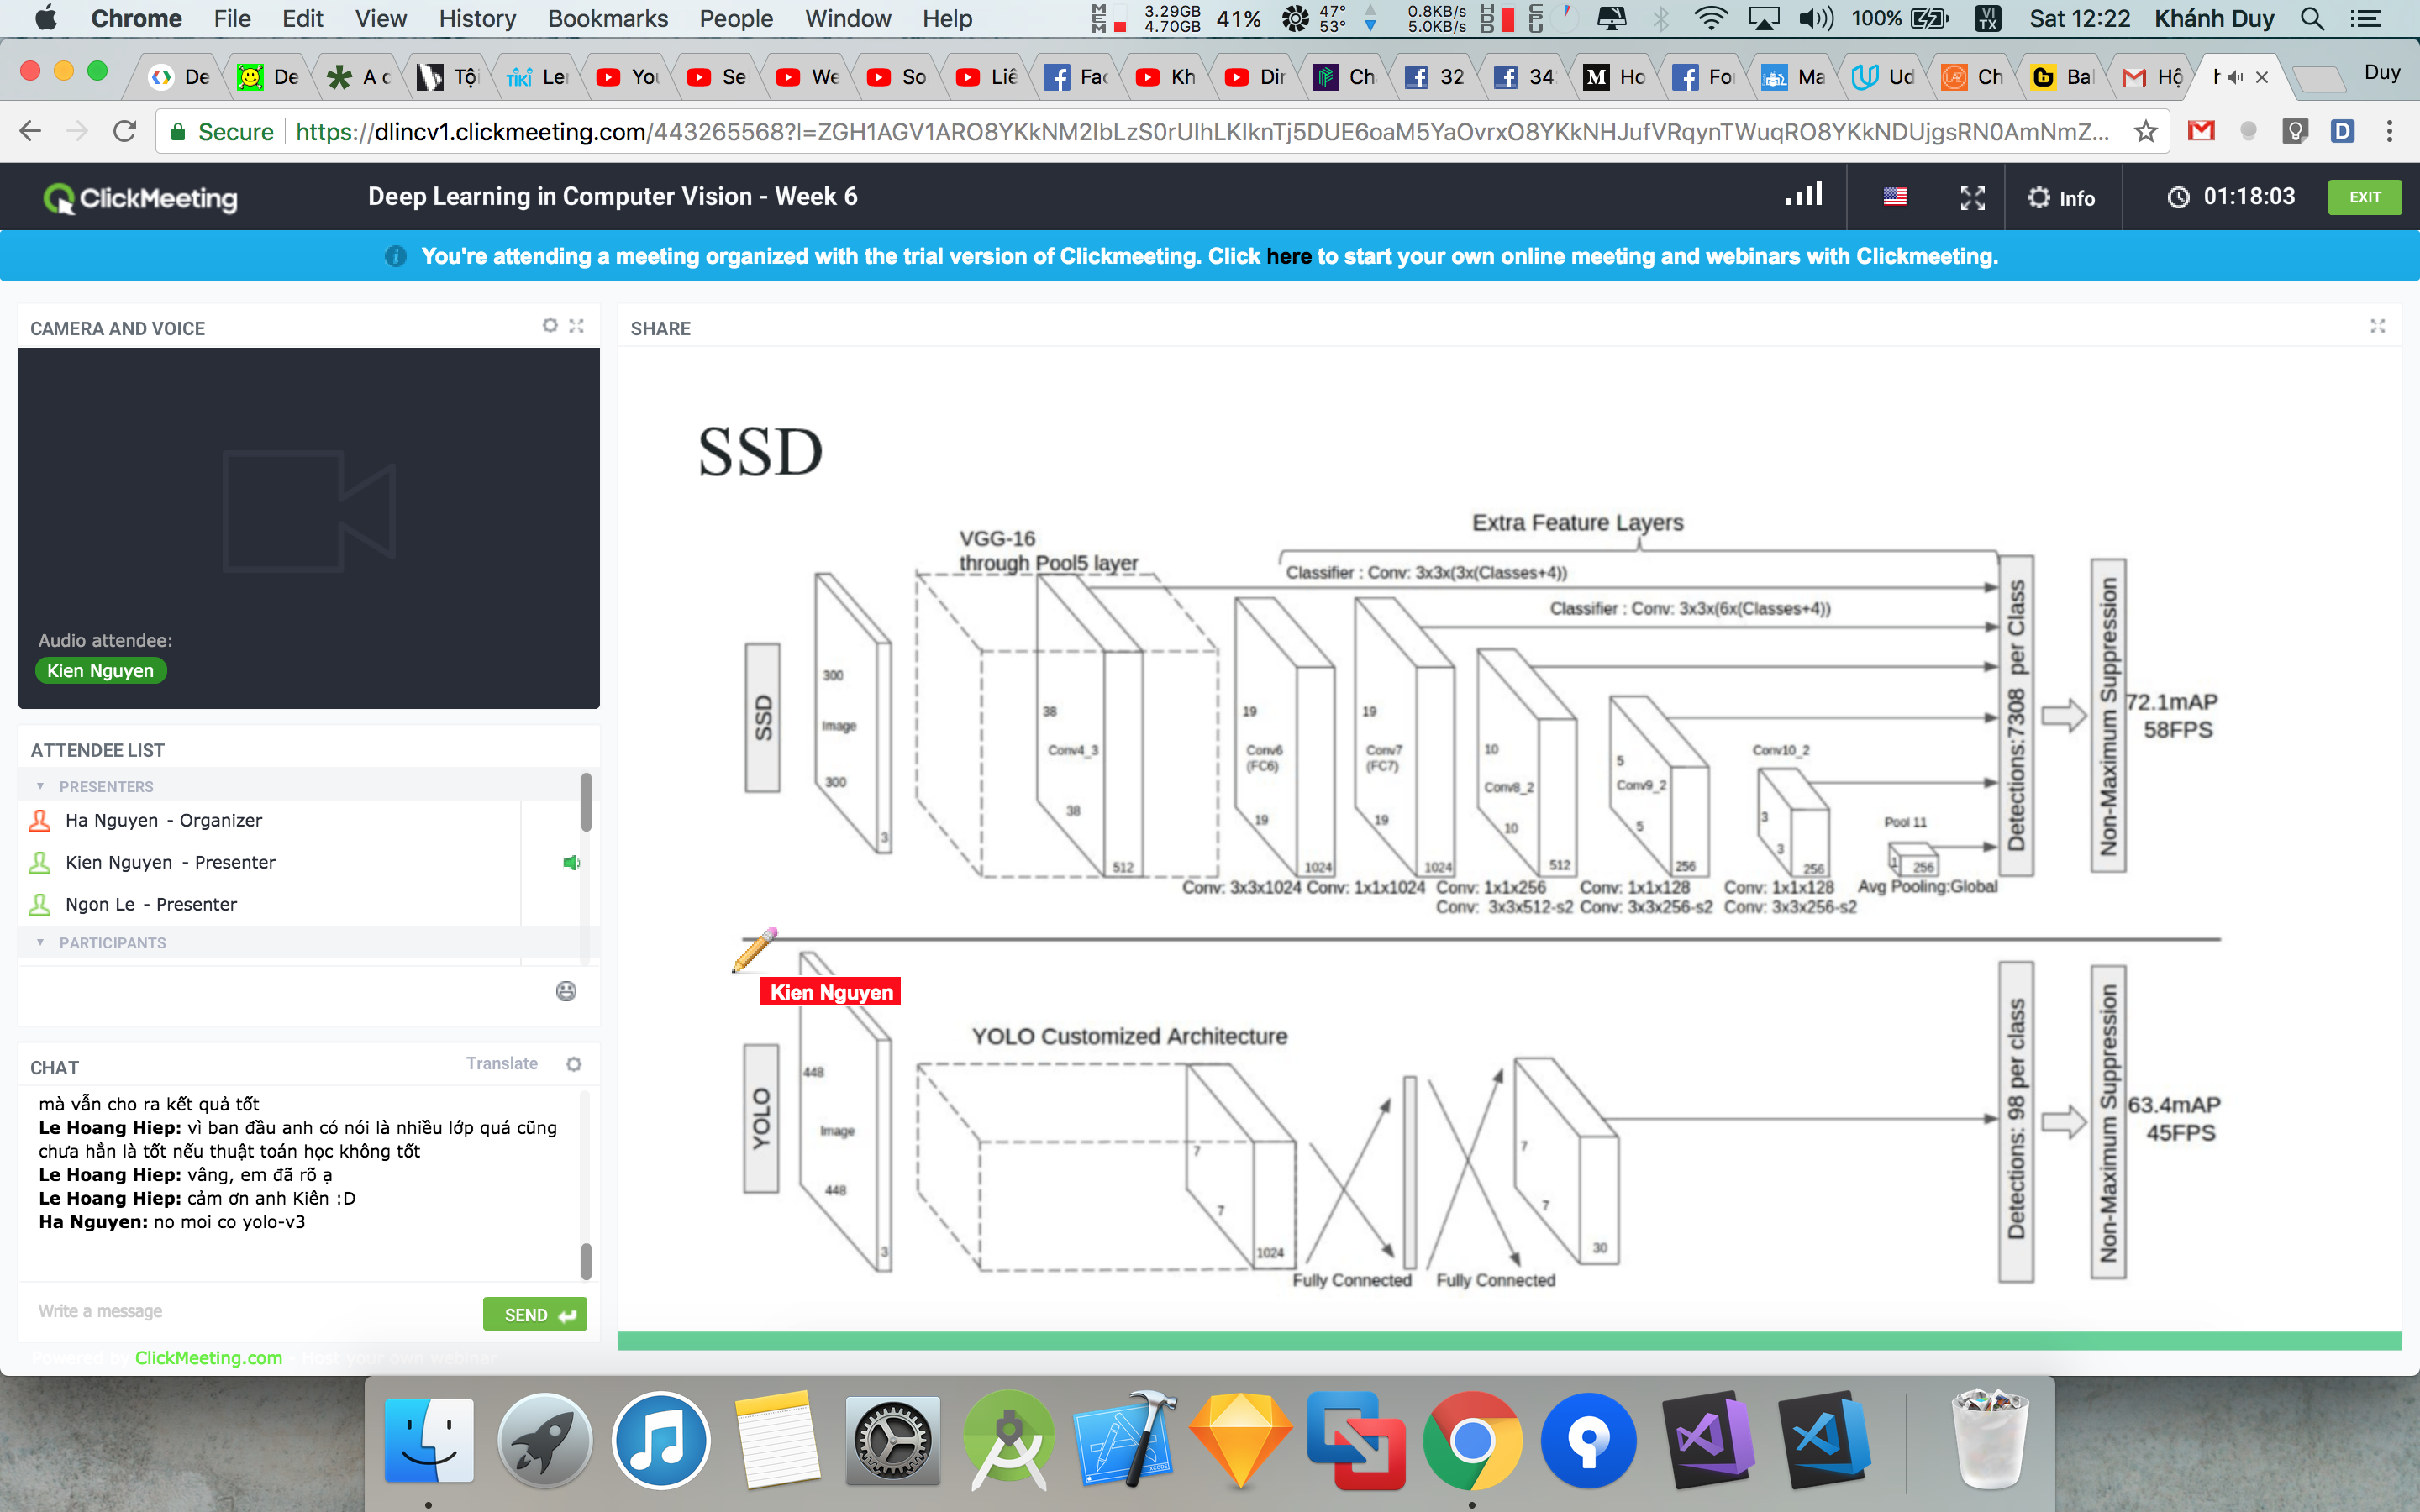 Chrome File Edit View History Bookmarks People Window Help
MEM 3.29GB 4.70GB 41% 47° 53° 0.8KB/s 5.0KB/s HDD CPU 100% VI TX Sat 12:22 Khánh Duy
De De A c Tội TIKI Ler You Se We So Liê Fac Kh Dir Ch 32 34 M Ho Foi Ma Ud Ch Bal Hộ h Duy
Secure https://dlincv1.clickmeeting.com/443265568?l=ZGH1AGV1ARO8YKkNM2IbLzS0rUIhLKIknTj5DUE6oaM5YaOvrxO8YKkNHJufVRqynTWuqRO8YKkNDUjgsRN0AmNmZ...
ClickMeeting
Deep Learning in Computer Vision - Week 6
Info
01:18:03
EXIT
You're attending a meeting organized with the trial version of Clickmeeting. Click here to start your own online meeting and webinars with Clickmeeting.
CAMERA AND VOICE
Audio attendee:
Kien Nguyen
ATTENDEE LIST
PRESENTERS
Ha Nguyen - Organizer
Kien Nguyen - Presenter
Ngon Le - Presenter
PARTICIPANTS
CHAT
Translate
mà vẫn cho ra kết quả tốt
Le Hoang Hiep: vì ban đầu anh có nói là nhiều lớp quá cũng
chưa hẳn là tốt nếu thuật toán học không tốt
Le Hoang Hiep: vâng, em đã rõ ạ
Le Hoang Hiep: cảm ơn anh Kiên :D
Ha Nguyen: no moi co yolo-v3
Write a message
SEND
Powered by ClickMeeting.com - Host your own webinar
SHARE
SSD
Extra Feature Layers
VGG-16
through Pool5 layer
Classifier : Conv: 3x3x(3x(Classes+4))
Classifier : Conv: 3x3x(6x(Classes+4))
SSD
300
Image
300
3
38
Conv4_3
38
512
19
Conv6
(FC6)
19
1024
19
Conv7
(FC7)
19
1024
10
Conv8_2
10
512
5
Conv9_2
5
256
Conv10_2
3
3
256
Pool 11
1
256
Conv: 3x3x1024 Conv: 1x1x1024 Conv: 1x1x256 Conv: 1x1x128 Conv: 1x1x128 Avg Pooling:Global
Conv: 3x3x512-s2 Conv: 3x3x256-s2 Conv: 3x3x256-s2
Detections:7308 per Class
Non-Maximum Suppression
72.1mAP
58FPS
Kien Nguyen
YOLO
YOLO Customized Architecture
448
Image
448
3
7
7
1024
Fully Connected
Fully Connected
7
7
30
Detections: 98 per class
Non-Maximum Suppression
63.4mAP
45FPS